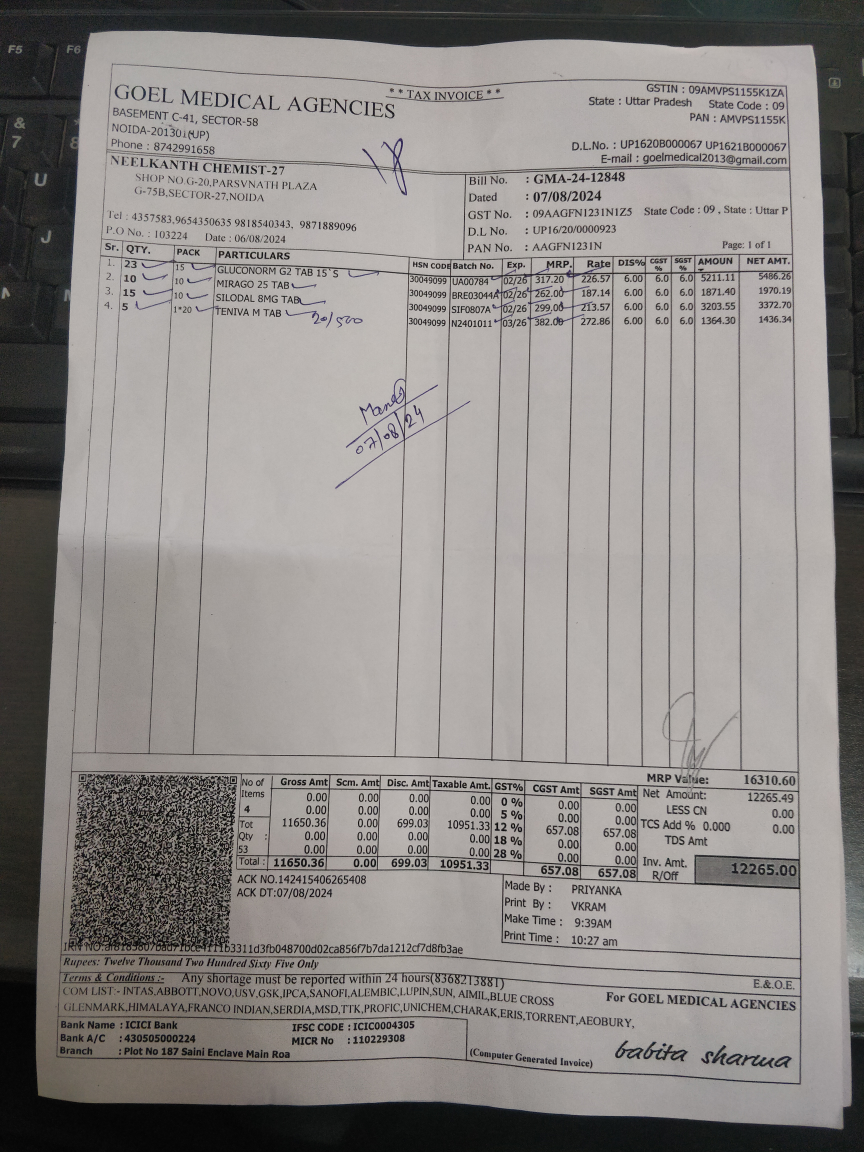 ** TAX INVOICE **
GOEL MEDICAL AGENCIES
BASEMENT C-41, SECTOR-58
NOIDA-201301(UP)
Phone : 8742991658
GSTIN : 09AMVPS1155K1ZA
State : Uttar Pradesh State Code : 09
PAN : AMVPS1155K
D.L.No. : UP1620B000067 UP1621B000067
E-mail : goelmedical2013@gmail.com
18
NEELKANTH CHEMIST-27
SHOP NO.G-20,PARSVNATH PLAZA
G-75B,SECTOR-27,NOIDA
Tel : 4357583,9654350635 9818540343, 9871889096
P.O No. : 103224 Date : 06/08/2024
Bill No. : GMA-24-12848
Dated : 07/08/2024
GST No. : 09AAGFN1231N1Z5 State Code : 09 , State : Uttar P
D.L No. : UP16/20/0000923
PAN No. : AAGFN1231N Page: 1 of 1
Sr. QTY. PACK PARTICULARS HSN CODE Batch No. Exp. MRP. Rate DIS% CGST % SGST % AMOUN NET AMT.
1. 23 15 GLUCONORM G2 TAB 15`S 30049099 UA00784 02/26 317.20 226.57 6.00 6.0 6.0 5211.11 5486.26
2. 10 10 MIRAGO 25 TAB 30049099 BRE03044A 02/26 262.00 187.14 6.00 6.0 6.0 1871.40 1970.19
3. 15 10 SILODAL 8MG TAB 30049099 SIF0807A 02/26 299.00 213.57 6.00 6.0 6.0 3203.55 3372.70
4. 5 1*20 TENIVA M TAB 20/500 30049099 N2401011 03/26 382.00 272.86 6.00 6.0 6.0 1364.30 1436.34
07/08/24
No of Items 4
Tot Qty : 53
Gross Amt Scm. Amt Disc. Amt Taxable Amt. GST% CGST Amt SGST Amt
0.00 0.00 0.00 0.00 0 % 0.00 0.00
0.00 0.00 0.00 0.00 5 % 0.00 0.00
11650.36 0.00 699.03 10951.33 12 % 657.08 657.08
0.00 0.00 0.00 0.00 18 % 0.00 0.00
0.00 0.00 0.00 0.00 28 % 0.00 0.00
Total : 11650.36 0.00 699.03 10951.33 657.08 657.08
MRP Value: 16310.60
Net Amount: 12265.49
LESS CN 0.00
TCS Add % 0.000 0.00
TDS Amt
Inv. Amt. R/Off 12265.00
ACK NO.142415406265408
ACK DT:07/08/2024
Made By : PRIYANKA
Print By : VKRAM
Make Time : 9:39AM
Print Time : 10:27 am
Rupees: Twelve Thousand Two Hundred Sixty Five Only
Terms & Conditions :- Any shortage must be reported within 24 hours(8368213881) E.&.O.E.
COM LIST:- INTAS,ABBOTT,NOVO,USV,GSK,IPCA,SANOFI,ALEMBIC,LUPIN,SUN, AIMIL,BLUE CROSS
GLENMARK,HIMALAYA,FRANCO INDIAN,SERDIA,MSD,TTK,PROFIC,UNICHEM,CHARAK,ERIS,TORRENT,AEOBURY,
For GOEL MEDICAL AGENCIES
Bank Name : ICICI Bank IFSC CODE : ICIC0004305
Bank A/C : 430505000224 MICR No : 110229308
Branch : Plot No 187 Saini Enclave Main Roa
(Computer Generated Invoice)
babita sharma